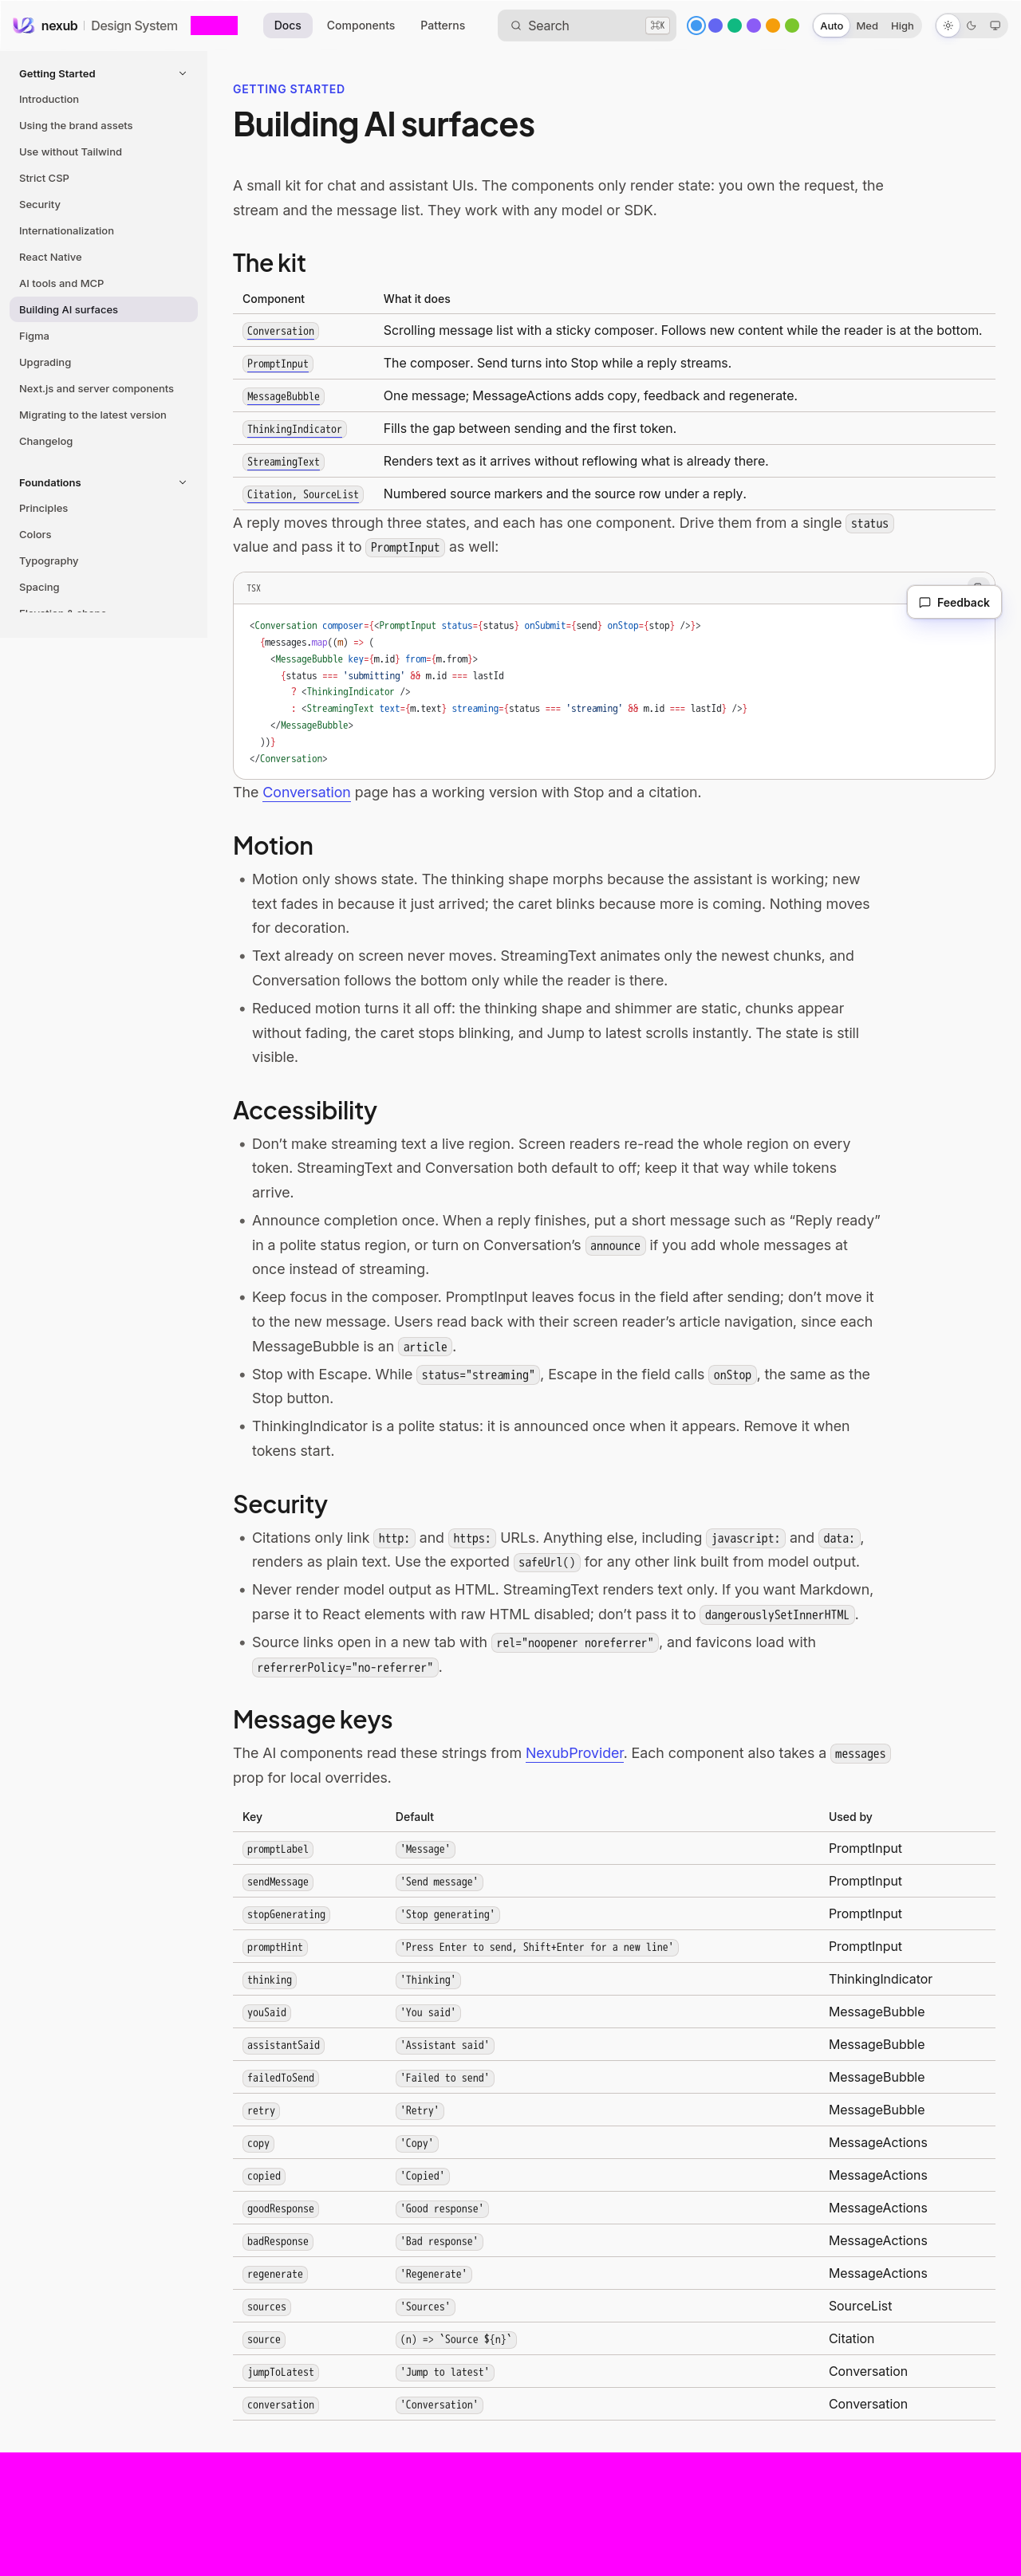 nexub Design System Docs Components Patterns Search ⌘K Auto Med High
Getting Started
Introduction
Using the brand assets
Use without Tailwind
Strict CSP
Security
Internationalization
React Native
AI tools and MCP
Building AI surfaces
Figma
Upgrading
Next.js and server components
Migrating to the latest version
Changelog
Foundations
Principles
Colors
Typography
Spacing
GETTING STARTED
Building AI surfaces
A small kit for chat and assistant UIs. The components only render state: you own the request, the
stream and the message list. They work with any model or SDK.
The kit
Component What it does
Conversation Scrolling message list with a sticky composer. Follows new content while the reader is at the bottom.
PromptInput The composer. Send turns into Stop while a reply streams.
MessageBubble One message; MessageActions adds copy, feedback and regenerate.
ThinkingIndicator Fills the gap between sending and the first token.
StreamingText Renders text as it arrives without reflowing what is already there.
Citation, SourceList Numbered source markers and the source row under a reply.
A reply moves through three states, and each has one component. Drive them from a single status
value and pass it to PromptInput as well:
TSX
Feedback
<Conversation composer={<PromptInput status={status} onSubmit={send} onStop={stop} />}>
{messages.map((m) => (
<MessageBubble key={m.id} from={m.from}>
{status === 'submitting' && m.id === lastId
? <ThinkingIndicator />
: <StreamingText text={m.text} streaming={status === 'streaming' && m.id === lastId} />}
</MessageBubble>
))}
</Conversation>
The Conversation page has a working version with Stop and a citation.
Motion
• Motion only shows state. The thinking shape morphs because the assistant is working; new
text fades in because it just arrived; the caret blinks because more is coming. Nothing moves
for decoration.
• Text already on screen never moves. StreamingText animates only the newest chunks, and
Conversation follows the bottom only while the reader is there.
• Reduced motion turns it all off: the thinking shape and shimmer are static, chunks appear
without fading, the caret stops blinking, and Jump to latest scrolls instantly. The state is still
visible.
Accessibility
• Don’t make streaming text a live region. Screen readers re-read the whole region on every
token. StreamingText and Conversation both default to off; keep it that way while tokens
arrive.
• Announce completion once. When a reply finishes, put a short message such as “Reply ready”
in a polite status region, or turn on Conversation’s announce if you add whole messages at
once instead of streaming.
• Keep focus in the composer. PromptInput leaves focus in the field after sending; don’t move it
to the new message. Users read back with their screen reader’s article navigation, since each
MessageBubble is an article.
• Stop with Escape. While status="streaming", Escape in the field calls onStop, the same as the
Stop button.
• ThinkingIndicator is a polite status: it is announced once when it appears. Remove it when
tokens start.
Security
• Citations only link http: and https: URLs. Anything else, including javascript: and data:,
renders as plain text. Use the exported safeUrl() for any other link built from model output.
• Never render model output as HTML. StreamingText renders text only. If you want Markdown,
parse it to React elements with raw HTML disabled; don’t pass it to dangerouslySetInnerHTML.
• Source links open in a new tab with rel="noopener noreferrer", and favicons load with
referrerPolicy="no-referrer".
Message keys
The AI components read these strings from NexubProvider. Each component also takes a messages
prop for local overrides.
Key Default Used by
promptLabel 'Message' PromptInput
sendMessage 'Send message' PromptInput
stopGenerating 'Stop generating' PromptInput
promptHint 'Press Enter to send, Shift+Enter for a new line' PromptInput
thinking 'Thinking' ThinkingIndicator
youSaid 'You said' MessageBubble
assistantSaid 'Assistant said' MessageBubble
failedToSend 'Failed to send' MessageBubble
retry 'Retry' MessageBubble
copy 'Copy' MessageActions
copied 'Copied' MessageActions
goodResponse 'Good response' MessageActions
badResponse 'Bad response' MessageActions
regenerate 'Regenerate' MessageActions
sources 'Sources' SourceList
source (n) => `Source ${n}` Citation
jumpToLatest 'Jump to latest' Conversation
conversation 'Conversation' Conversation